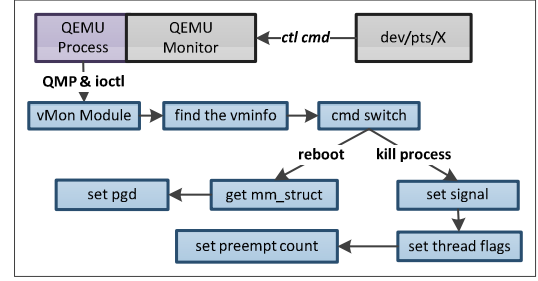 QEMU
Process
QEMU
Monitor
ctl cmd
dev/pts/X
QMP & ioctl
vMon Module
find the vminfo
cmd switch
reboot
kill process
set pgd
get mm_struct
set signal
set preempt count
set thread flags